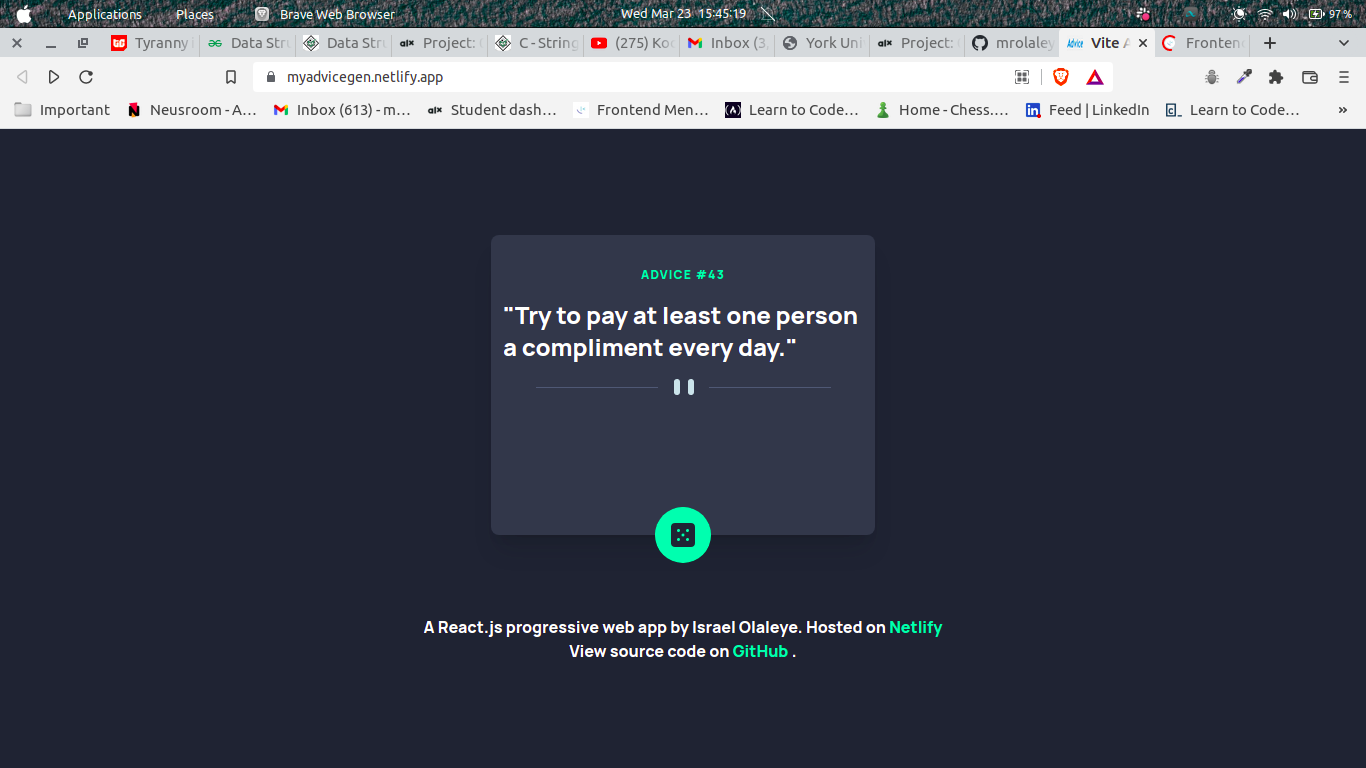 Applications Places Brave Web Browser Wed Mar 23 15:45:19 97 %
Tyranny Data Stru Data Stru Project: C - String (275) Ko Inbox (3, York Uni Project: mrolaley Vite A Fronten
myadvicegen.netlify.app
Important Neusroom - A... Inbox (613) - m... Student dash... Frontend Men... Learn to Code... Home - Chess.... Feed | LinkedIn Learn to Code... »
ADVICE #43
"Try to pay at least one person
a compliment every day."
A React.js progressive web app by Israel Olaleye. Hosted on Netlify
View source code on GitHub .